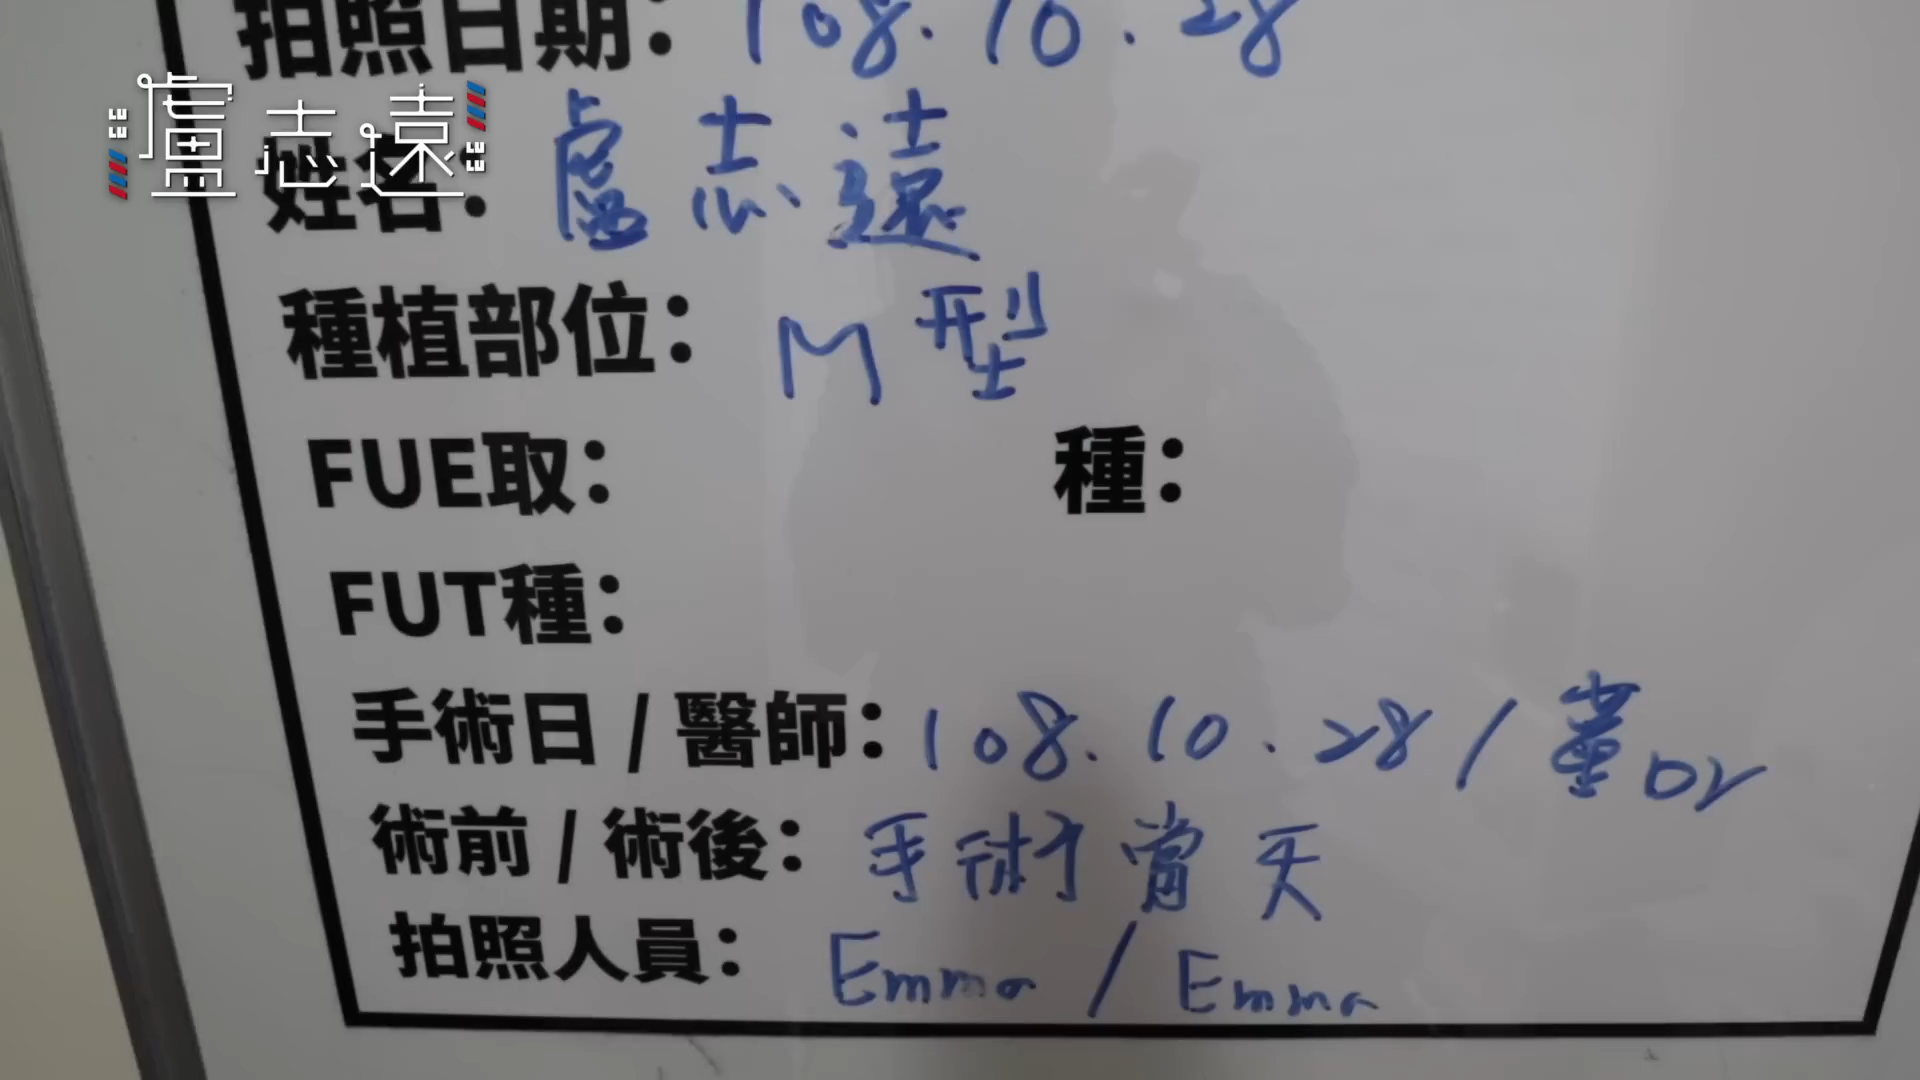 拍照日期：108.10.28
盧志遠
姓名：盧志遠
種植部位：M型
FUE取： 種：
FUT種：
手術日/醫師：108.10.28/薑Dr
術前/術後：手術當天
拍照人員：Emma/Emma